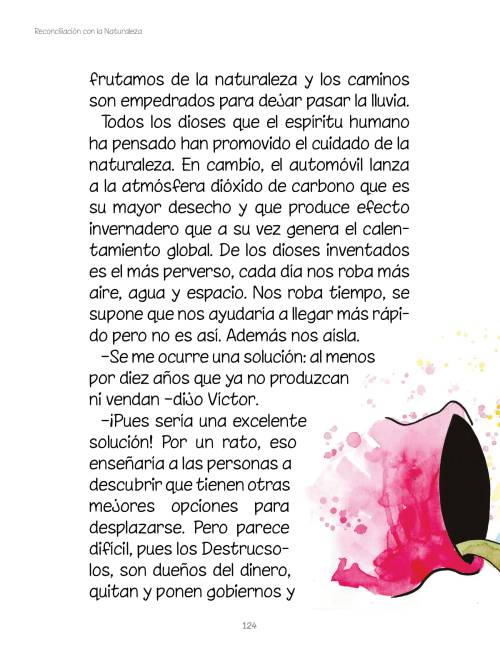 Reconciliación con la Naturaleza
frutamos de la naturaleza y los caminos
son empedrados para dejar pasar la lluvia.
Todos los dioses que el espíritu humano
ha pensado han promovido el cuidado de la
naturaleza. En cambio, el automóvil lanza
a la atmósfera dióxido de carbono que es
su mayor desecho y que produce efecto
invernadero que a su vez genera el calen-
tamiento global. De los dioses inventados
es el más perverso, cada día nos roba más
aire, agua y espacio. Nos roba tiempo, se
supone que nos ayudaría a llegar más rápi-
do pero no es así. Además nos aísla.
–Se me ocurre una solución: al menos
por diez años que ya no produzcan
ni vendan –dijo Víctor.
–¡Pues sería una excelente
solución! Por un rato, eso
enseñaría a las personas a
descubrir que tienen otras
mejores opciones para
desplazarse. Pero parece
difícil, pues los Destrucso-
los, son dueños del dinero,
quitan y ponen gobiernos y
124